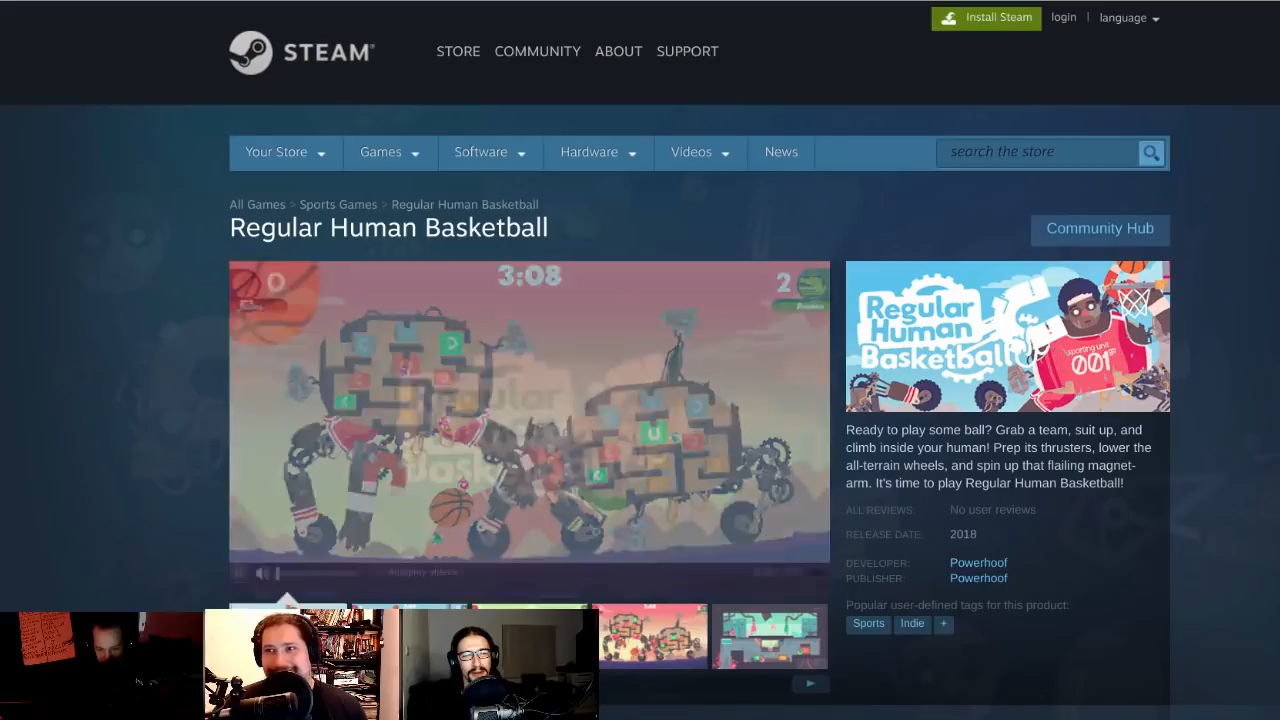 Install Steam
login
language
STEAM
STORE
COMMUNITY
ABOUT
SUPPORT
Your Store
Games
Software
Hardware
Videos
News
search the store
All Games > Sports Games > Regular Human Basketball
Regular Human Basketball
Community Hub
0
3:08
2
Regular
Human
Basketball
sporting unit
001
Ready to play some ball? Grab a team, suit up, and
climb inside your human! Prep its thrusters, lower the
all-terrain wheels, and spin up that flailing magnet-
arm. It's time to play Regular Human Basketball!
ALL REVIEWS:
No user reviews
RELEASE DATE:
2018
DEVELOPER:
Powerhoof
PUBLISHER:
Powerhoof
Autoplay videos
Popular user-defined tags for this product:
Sports
Indie
+